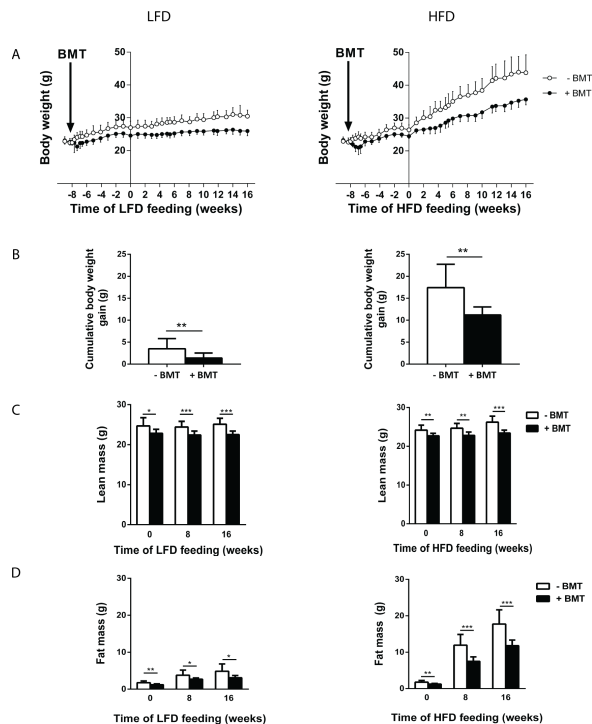 LFD
HFD
A
BMT
Body weight (g)
50
40
30
20
-8 -6 -4 -2 0 2 4 6 8 10 12 14 16
Time of LFD feeding (weeks)
BMT
Body weight (g)
50
40
30
20
-8 -6 -4 -2 0 2 4 6 8 10 12 14 16
Time of HFD feeding (weeks)
- BMT
+ BMT
B
Cumulative body weight
gain (g)
25
20
15
10
5
0
**
- BMT + BMT
Cumulative body weight
gain (g)
25
20
15
10
5
0
**
- BMT + BMT
C
Lean mass (g)
30
20
10
0
* *** ***
0 8 16
Time of LFD feeding (weeks)
Lean mass (g)
30
20
10
0
** ** ***
0 8 16
Time of HFD feeding (weeks)
- BMT
+ BMT
D
Fat mass (g)
30
20
10
0
** * *
0 8 16
Time of LFD feeding (weeks)
Fat mass (g)
30
20
10
0
** *** ***
0 8 16
Time of HFD feeding (weeks)
- BMT
+ BMT